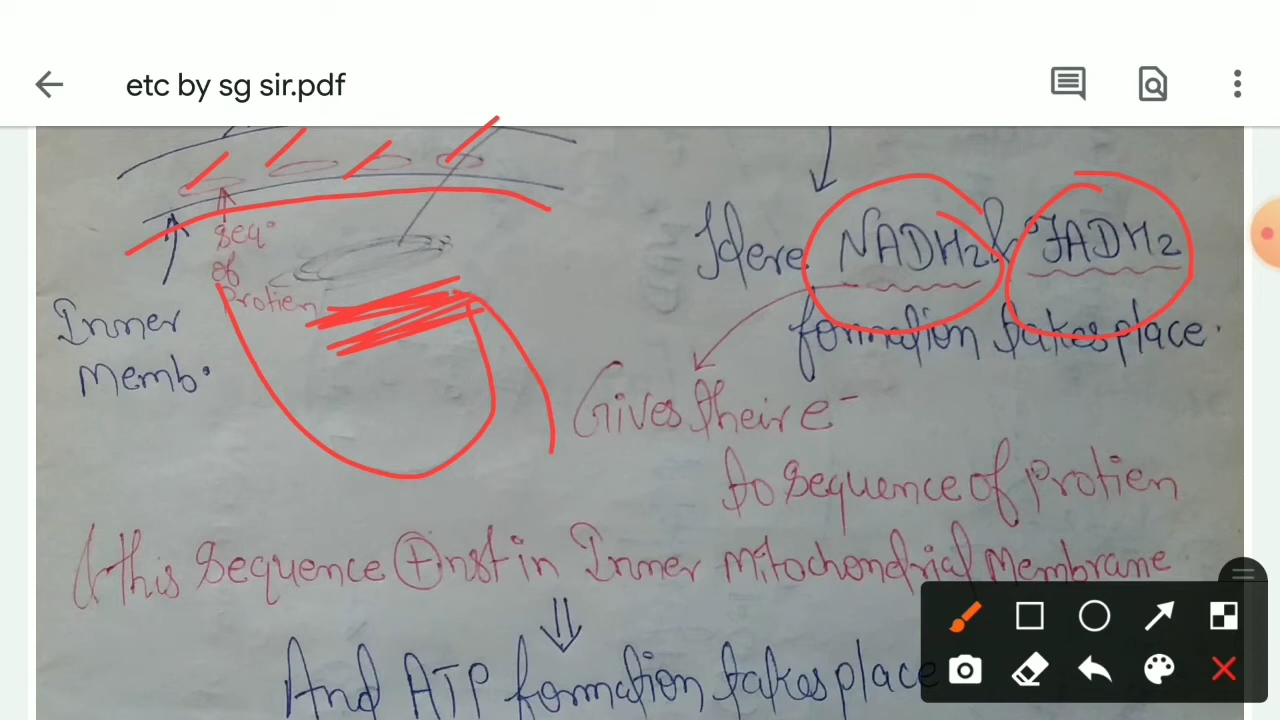 etc by sg sir.pdf
Seq.
of
Protien
Inner
Memb.
Here NADH2 & FADH2
formation takes place.
Gives their e-
to sequence of protien
(this sequence ⊕nst in Inner Mitochondrial Membrane
⇓
And ATP formation takes place